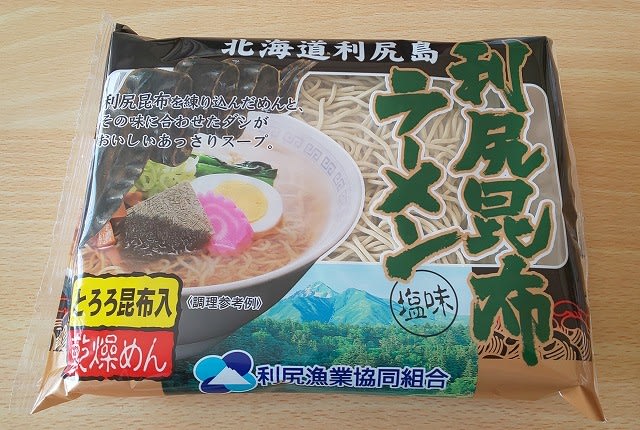 北海道利尻島
利尻昆布
ラーメン
塩味
利尻昆布を練り込んだめんと、
その味に合わせたダシが
おいしいあっさりスープ。
とろろ昆布入
乾燥めん
〈調理参考例〉
利尻漁業協同組合